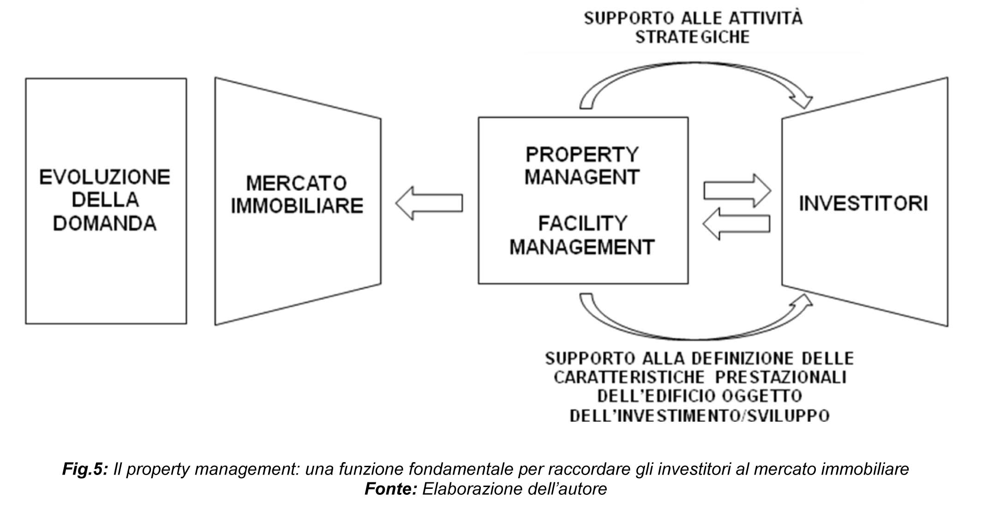 SUPPORTO ALLE ATTIVITÀ
STRATEGICHE
EVOLUZIONE
DELLA
DOMANDA
MERCATO
IMMOBILIARE
PROPERTY
MANAGENT
FACILITY
MANAGEMENT
INVESTITORI
SUPPORTO ALLA DEFINIZIONE DELLE
CARATTERISTICHE PRESTAZIONALI
DELL'EDIFICIO OGGETTO
DELL'INVESTIMENTO/SVILUPPO
Fig.5: Il property management: una funzione fondamentale per raccordare gli investitori al mercato immobiliare
Fonte: Elaborazione dell'autore